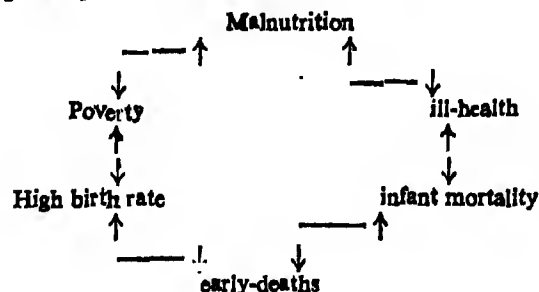 Malnutrition
Poverty
ill-health
High birth rate
infant mortality
early-deaths